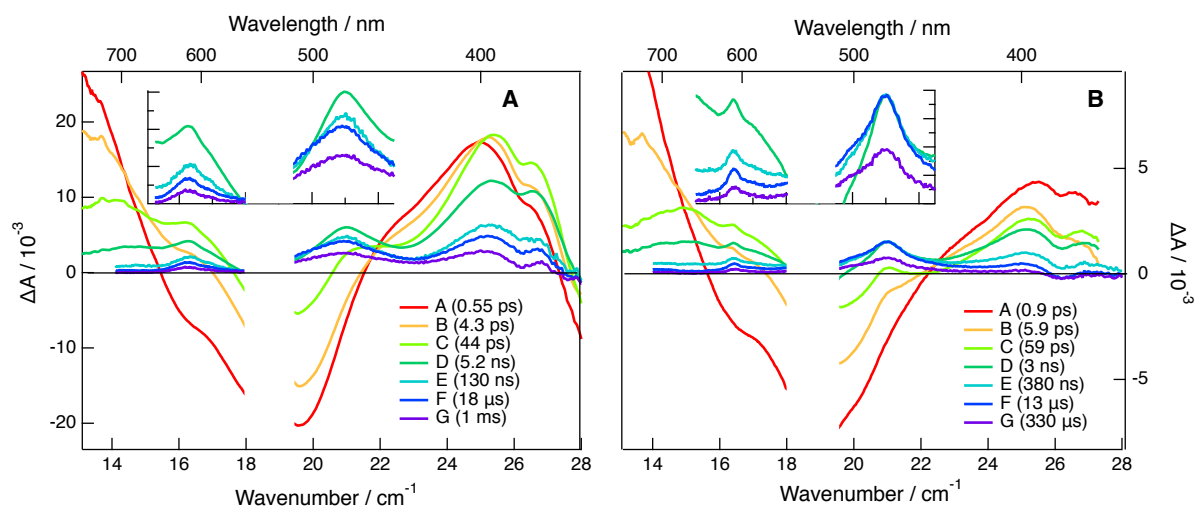 Wavelength / nm
700 600 500 400
A
20
10
0
-10
-20
ΔA / 10⁻³
A (0.55 ps)
B (4.3 ps)
C (44 ps)
D (5.2 ns)
E (130 ns)
F (18 µs)
G (1 ms)
14 16 18 20 22 24 26 28
Wavenumber / cm⁻¹
Wavelength / nm
700 600 500 400
B
5
0
-5
ΔA / 10⁻³
A (0.9 ps)
B (5.9 ps)
C (59 ps)
D (3 ns)
E (380 ns)
F (13 µs)
G (330 µs)
14 16 18 20 22 24 26 28
Wavenumber / cm⁻¹